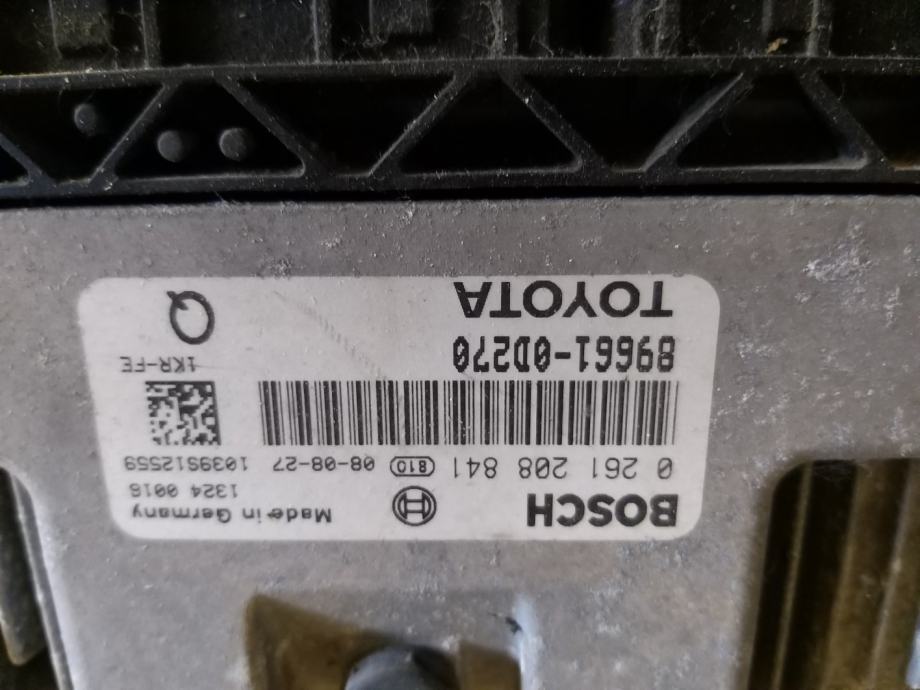 BOSCH Made in Germany
1324 0016
0 261 208 841 810 08-08-27 1039S12559
89661-0D270 1KR-FE
TOYOTA Q